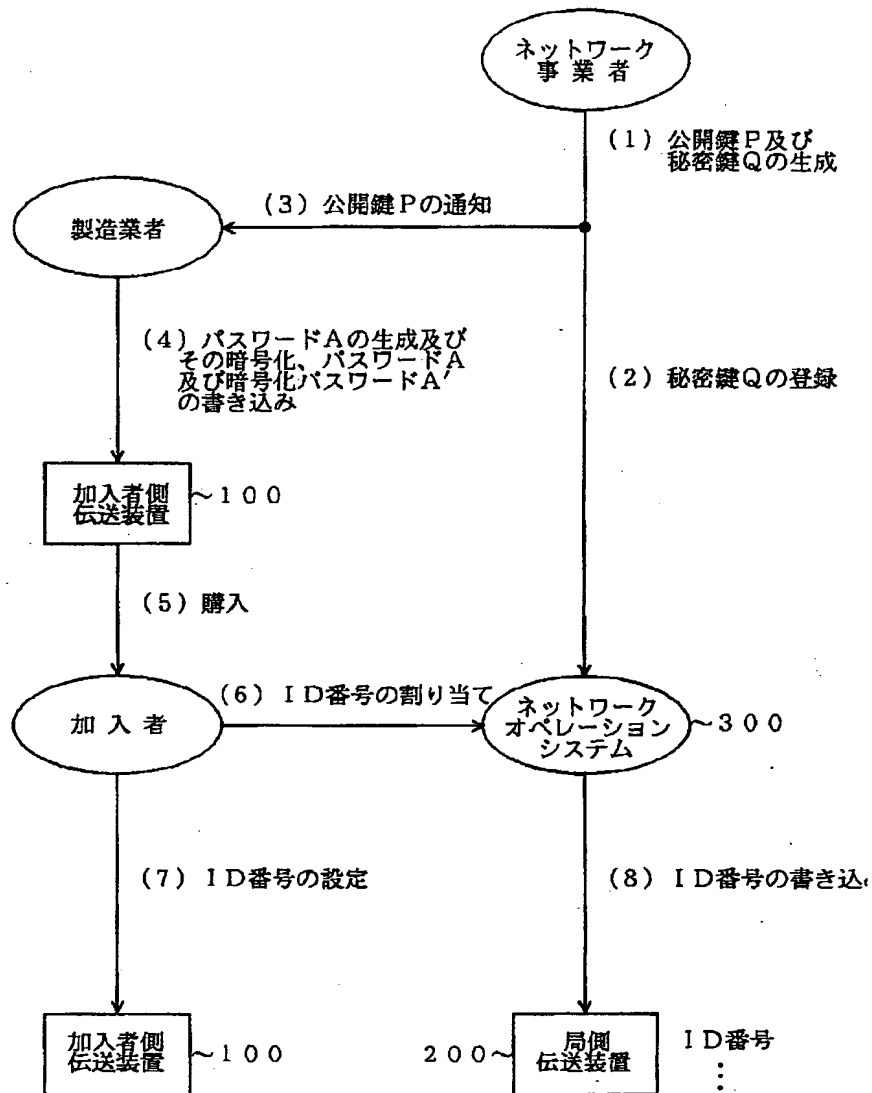 ネットワーク
事 業 者
(1) 公開鍵P及び
秘密鍵Qの生成
(3) 公開鍵Pの通知
製造業者
(4) パスワードAの生成及び
その暗号化、パスワードA
及び暗号化パスワードA′
の書き込み
(2) 秘密鍵Qの登録
加入者側
伝送装置
~100
(5) 購入
(6) ID番号の割り当て
加 入 者
ネットワーク
オペレーション
システム
~300
(7) ID番号の設定
(8) ID番号の書き込
加入者側
伝送装置
~100
200~
局側
伝送装置
ID番号
⋮